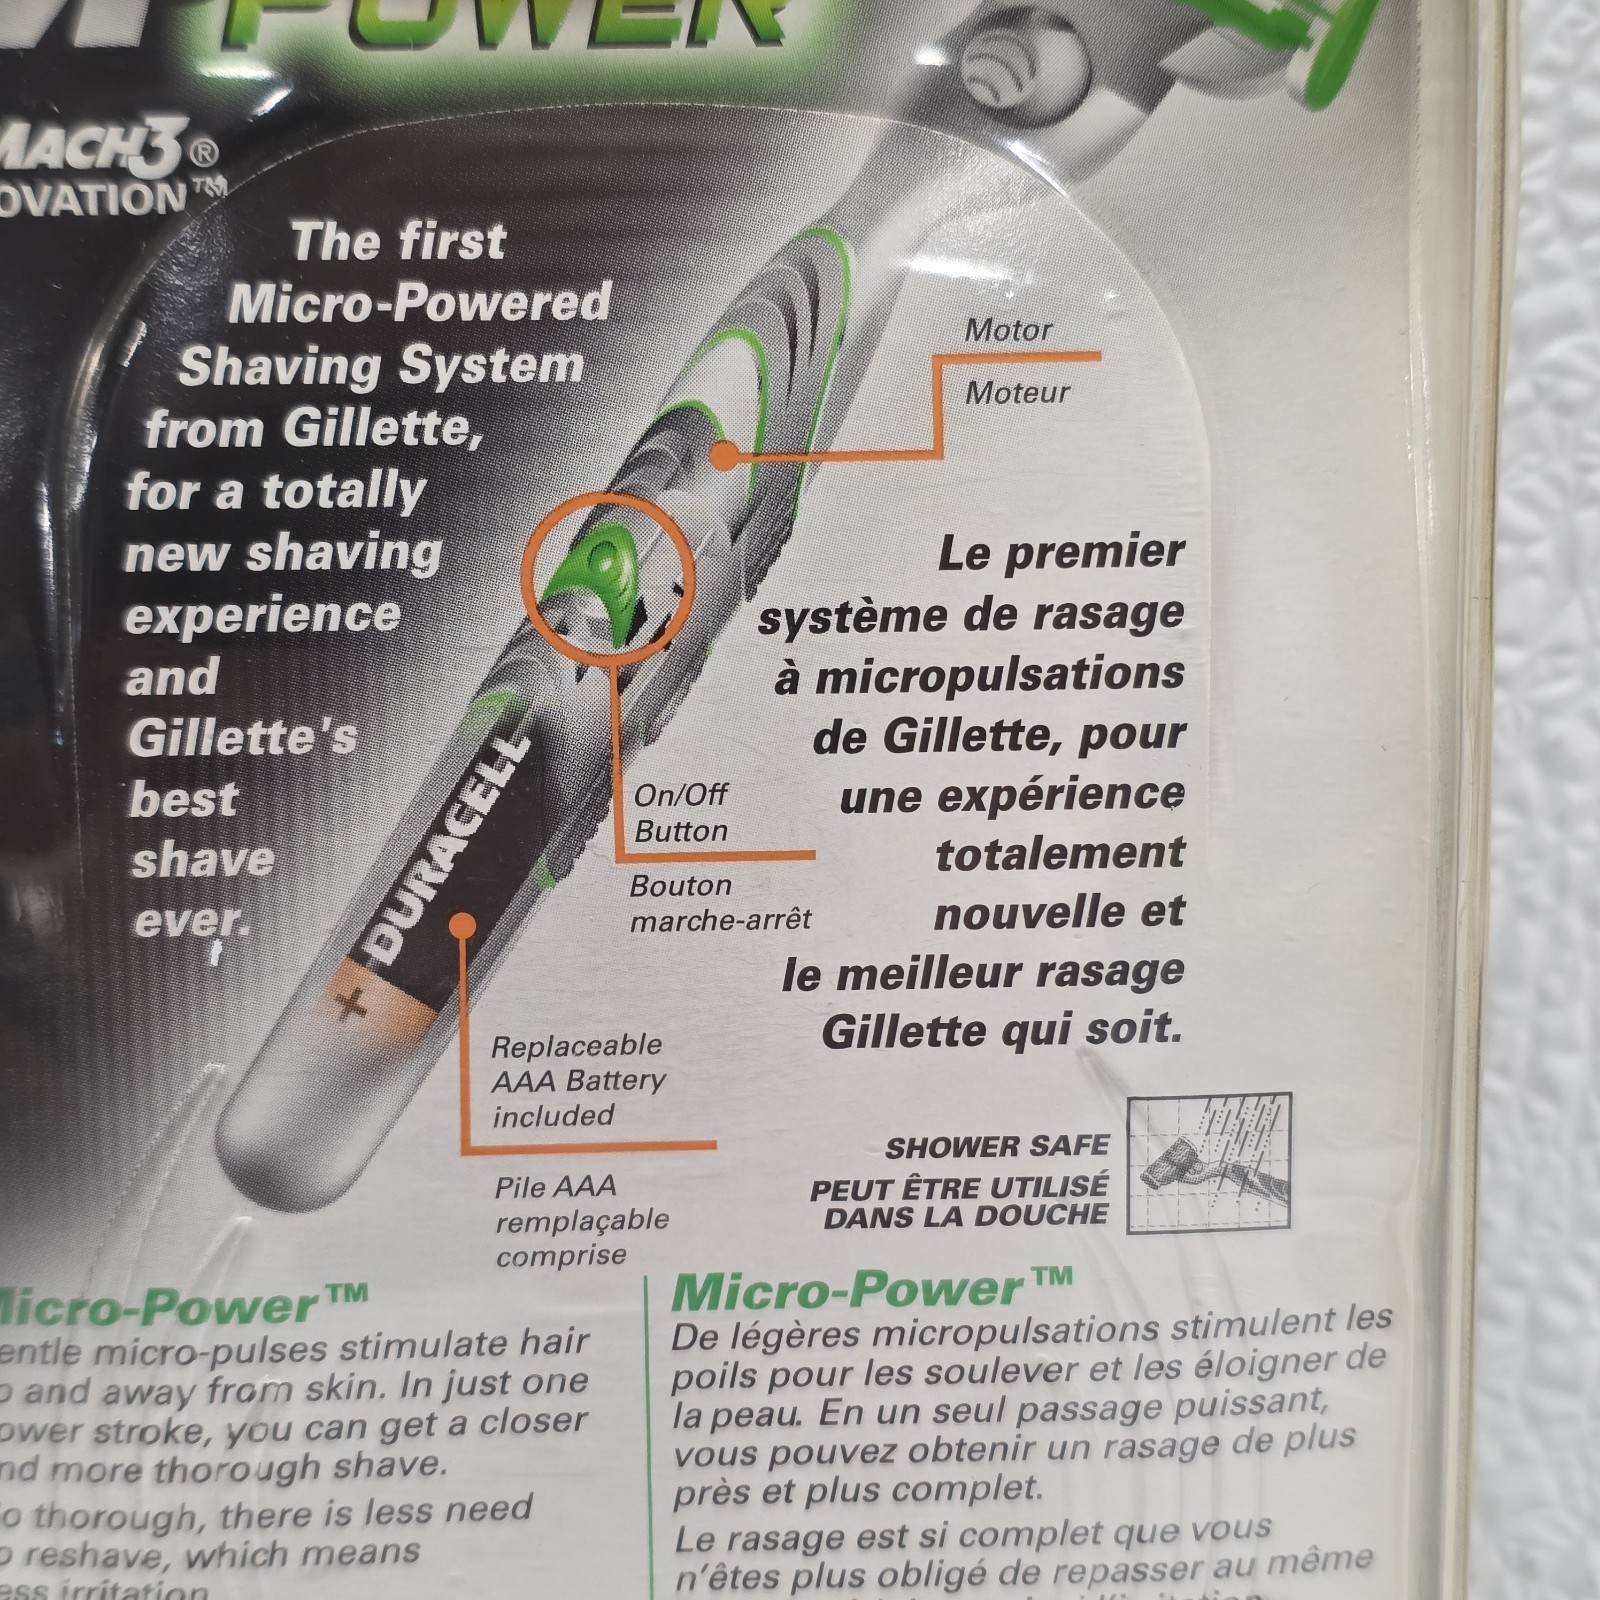 POWER
MACH3®
OVATION™
The first
Micro-Powered
Shaving System
from Gillette,
for a totally
new shaving
experience
and
Gillette's
best
shave
ever.
Motor
Moteur
Le premier
système de rasage
à micropulsations
de Gillette, pour
une expérience
totalement
nouvelle et
le meilleur rasage
Gillette qui soit.
On/Off
Button
Bouton
marche-arrêt
DURACELL
+
Replaceable
AAA Battery
included
Pile AAA
remplaçable
comprise
SHOWER SAFE
PEUT ÊTRE UTILISÉ
DANS LA DOUCHE
Micro-Power™
entle micro-pulses stimulate hair
p and away from skin. In just one
ower stroke, you can get a closer
nd more thorough shave.
o thorough, there is less need
o reshave, which means
ess irritation
Micro-Power™
De légères micropulsations stimulent les
poils pour les soulever et les éloigner de
la peau. En un seul passage puissant,
vous pouvez obtenir un rasage de plus
près et plus complet.
Le rasage est si complet que vous
n'êtes plus obligé de repasser au même